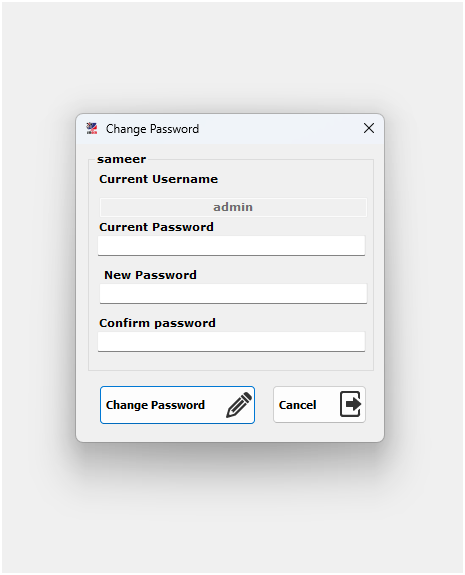 Change Password
sameer
Current Username
admin
Current Password
New Password
Confirm password
Change Password
Cancel